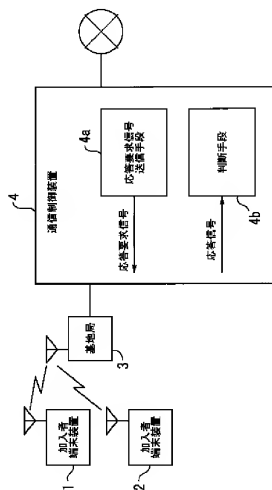 4
通信制御装置
4a
応答要求信号
送信手段
応答要求信号
判断手段
応答信号
4b
基地局
3
加入者
端末装置
1
加入者
端末装置
2